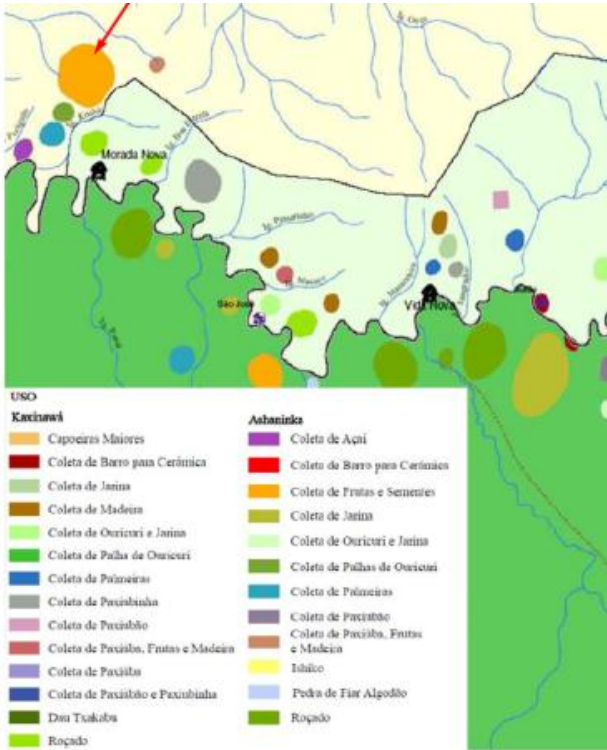 Morada Nova
São João
Vida Nova
USO
Kaxinawá
Capoeiras Maiores
Coleta de Barro para Cerâmica
Coleta de Jarina
Coleta de Madeira
Coleta de Ouricuri e Jarina
Coleta de Palha de Ouricuri
Coleta de Palmeiras
Coleta de Paxiubinha
Coleta de Paxiubão
Coleta de Paxiúba, Frutas e Madeira
Coleta de Paxiúba
Coleta de Paxiúbão e Paxiubinha
Dau Txakabu
Roçado
Ashaninka
Coleta de Açaí
Coleta de Barro para Cerâmica
Coleta de Frutas e Sementes
Coleta de Jarina
Coleta de Ouricuri e Jarina
Coleta de Palhas de Ouricuri
Coleta de Palmeiras
Coleta de Paxiubão
Coleta de Paxiúba, Frutas
e Madeira
Ishiko
Pedra de Fiar Algodão
Roçado